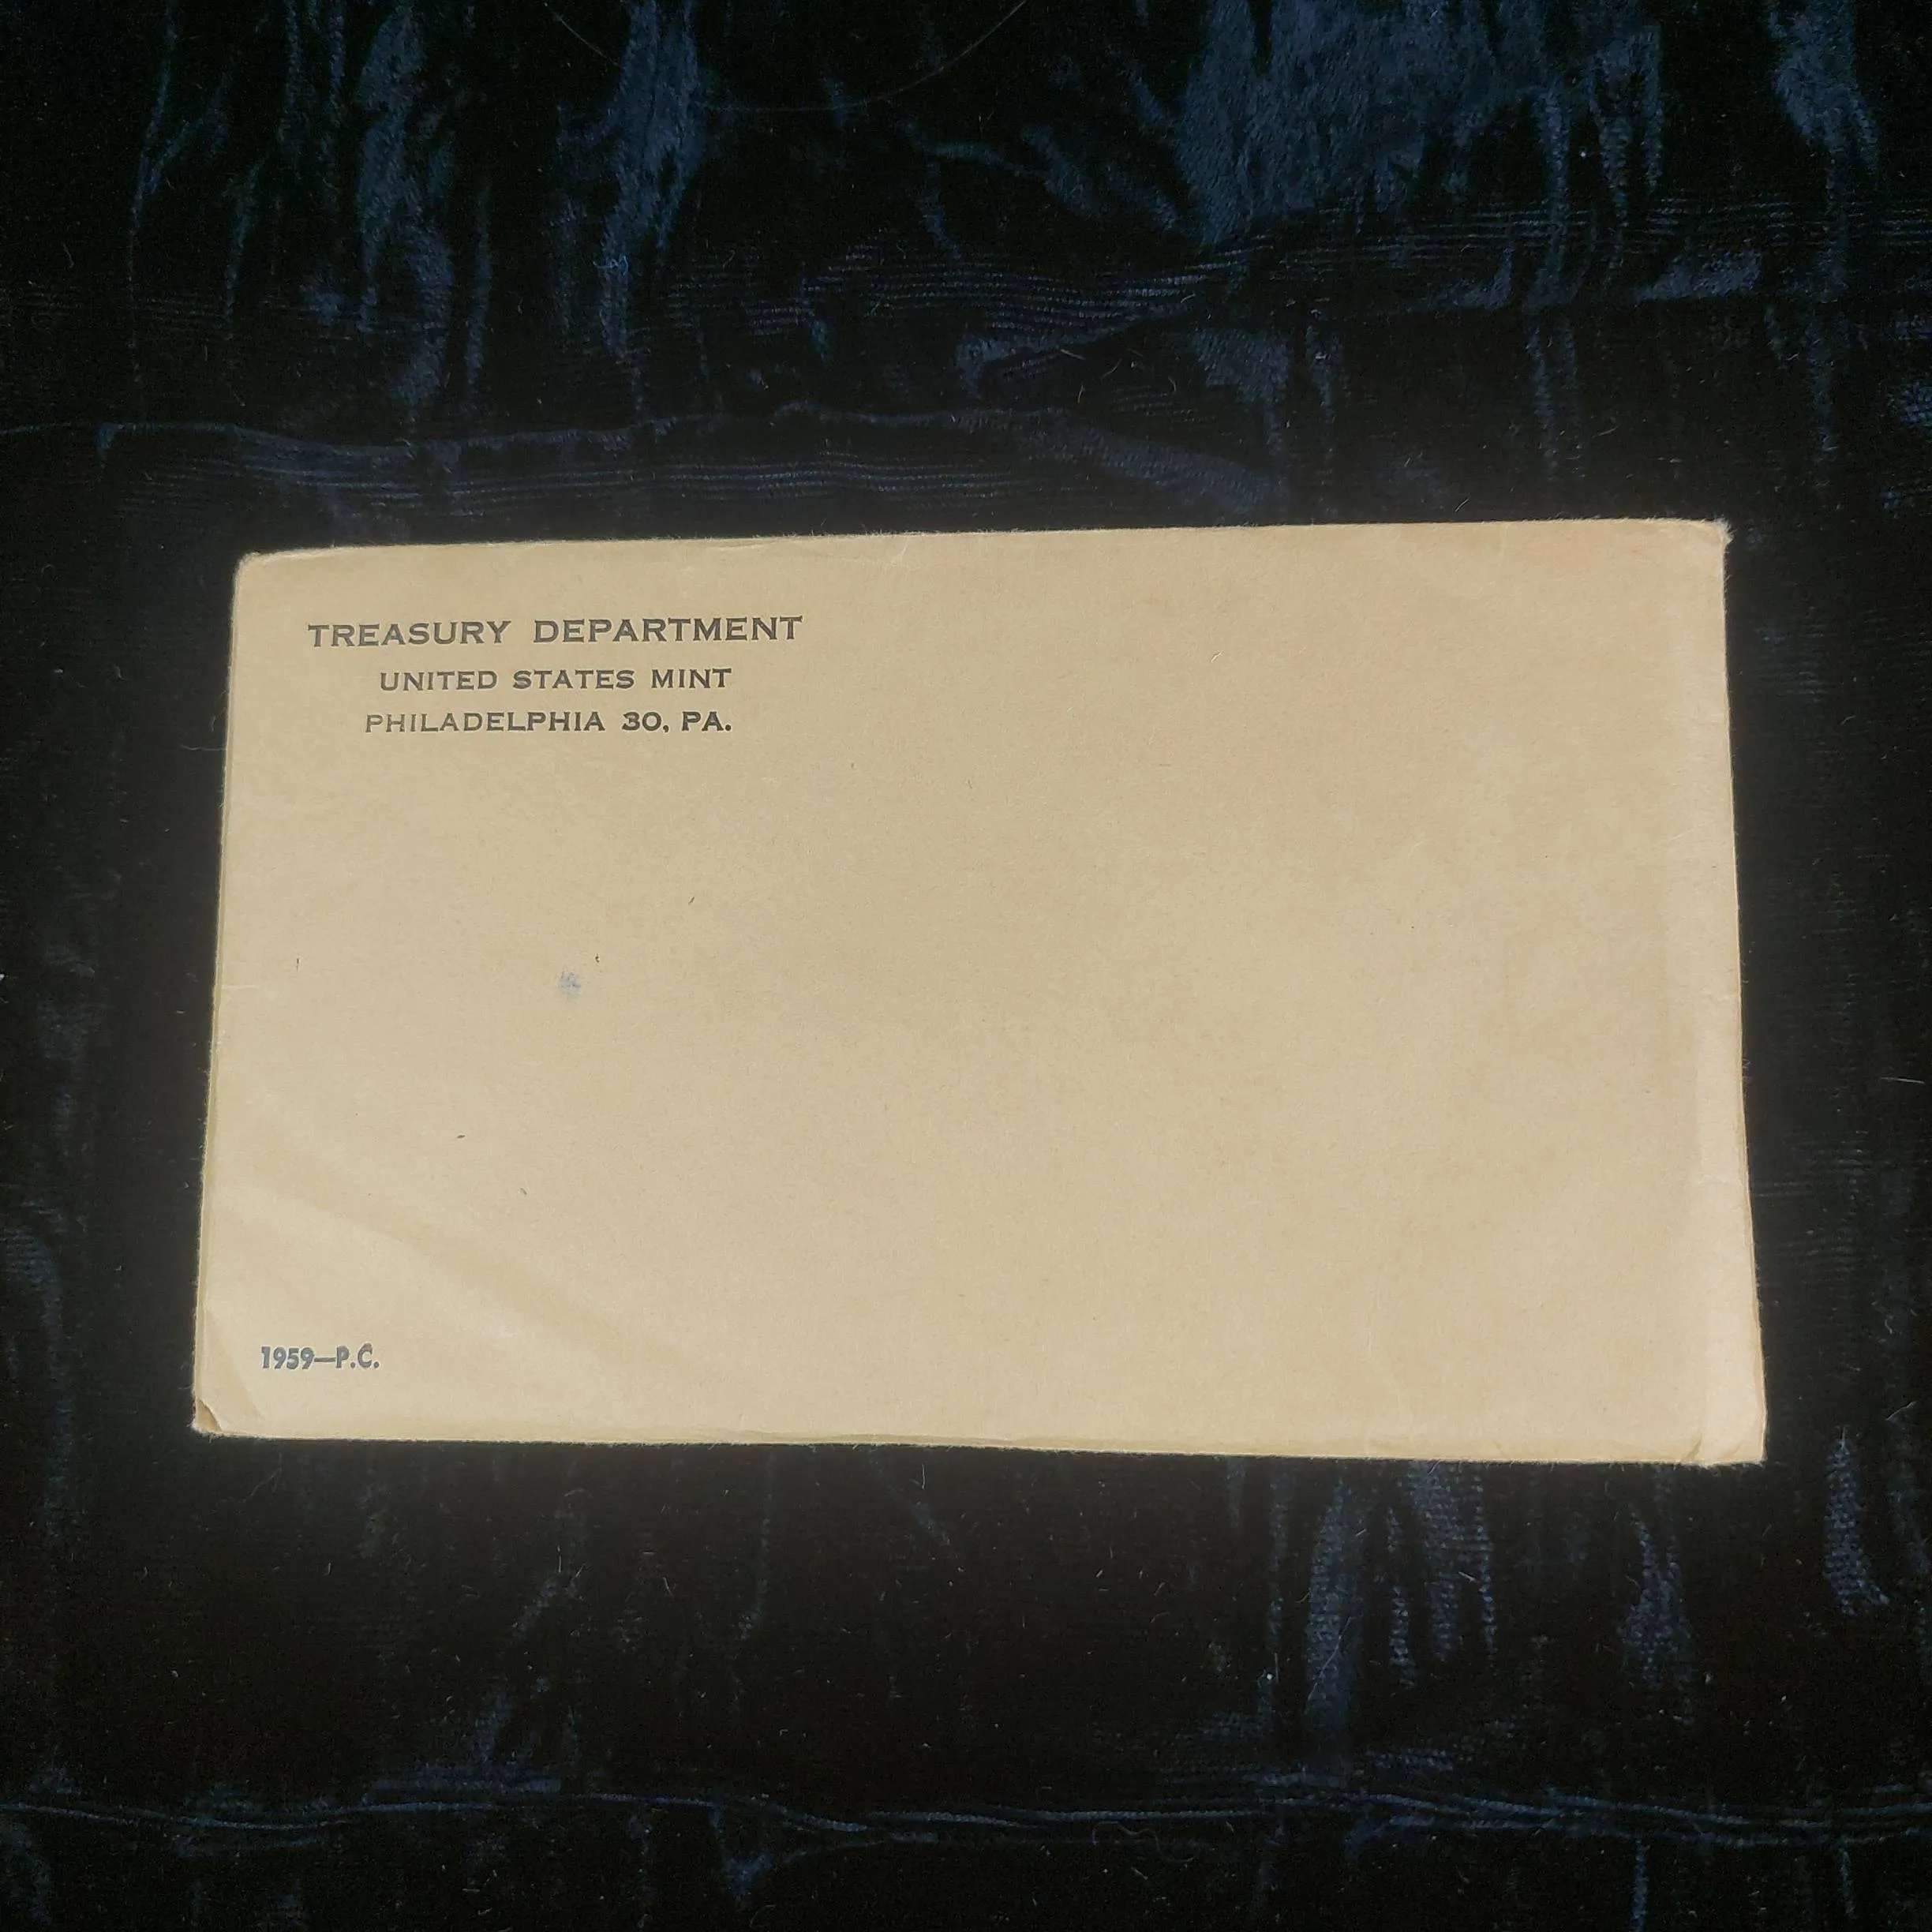 TREASURY DEPARTMENT
UNITED STATES MINT
PHILADELPHIA 30, PA.
1959—P.C.